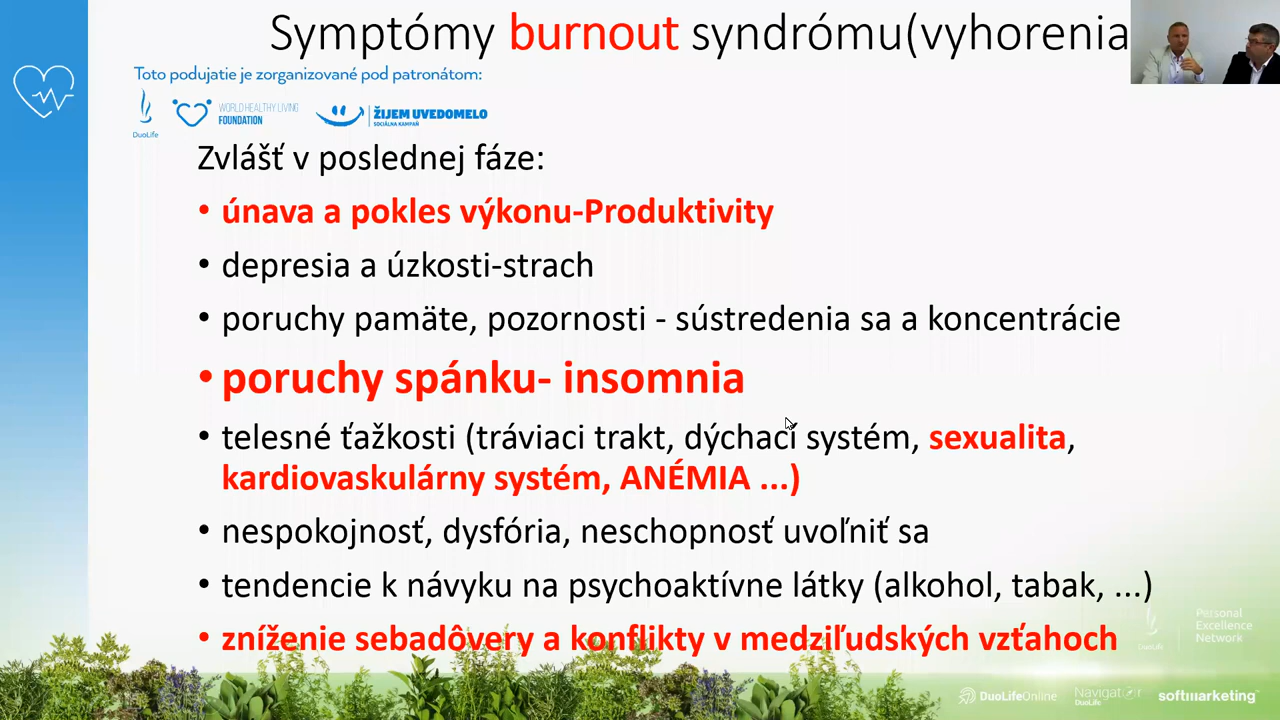 Symptómy burnout syndrómu(vyhorenia
Toto podujatie je zorganizované pod patronátom:
DuoLife
WORLD HEALTHY LIVING
FOUNDATION
ŽIJEM UVEDOMELO
SOCIÁLNA KAMPAŇ
Zvlášť v poslednej fáze:
• únava a pokles výkonu-Produktivity
• depresia a úzkosti-strach
• poruchy pamäte, pozornosti - sústredenia sa a koncentrácie
• poruchy spánku- insomnia
• telesné ťažkosti (tráviaci trakt, dýchací systém, sexualita,
kardiovaskulárny systém, ANÉMIA ...)
• nespokojnosť, dysfória, neschopnosť uvoľniť sa
• tendencie k návyku na psychoaktívne látky (alkohol, tabak, ...)
• zníženie sebadôvery a konflikty v medziľudských vzťahoch
DuoLife
Personal
Excellence
Network
DuoLifeOnline
Navigator
DuoLife
softmarketing